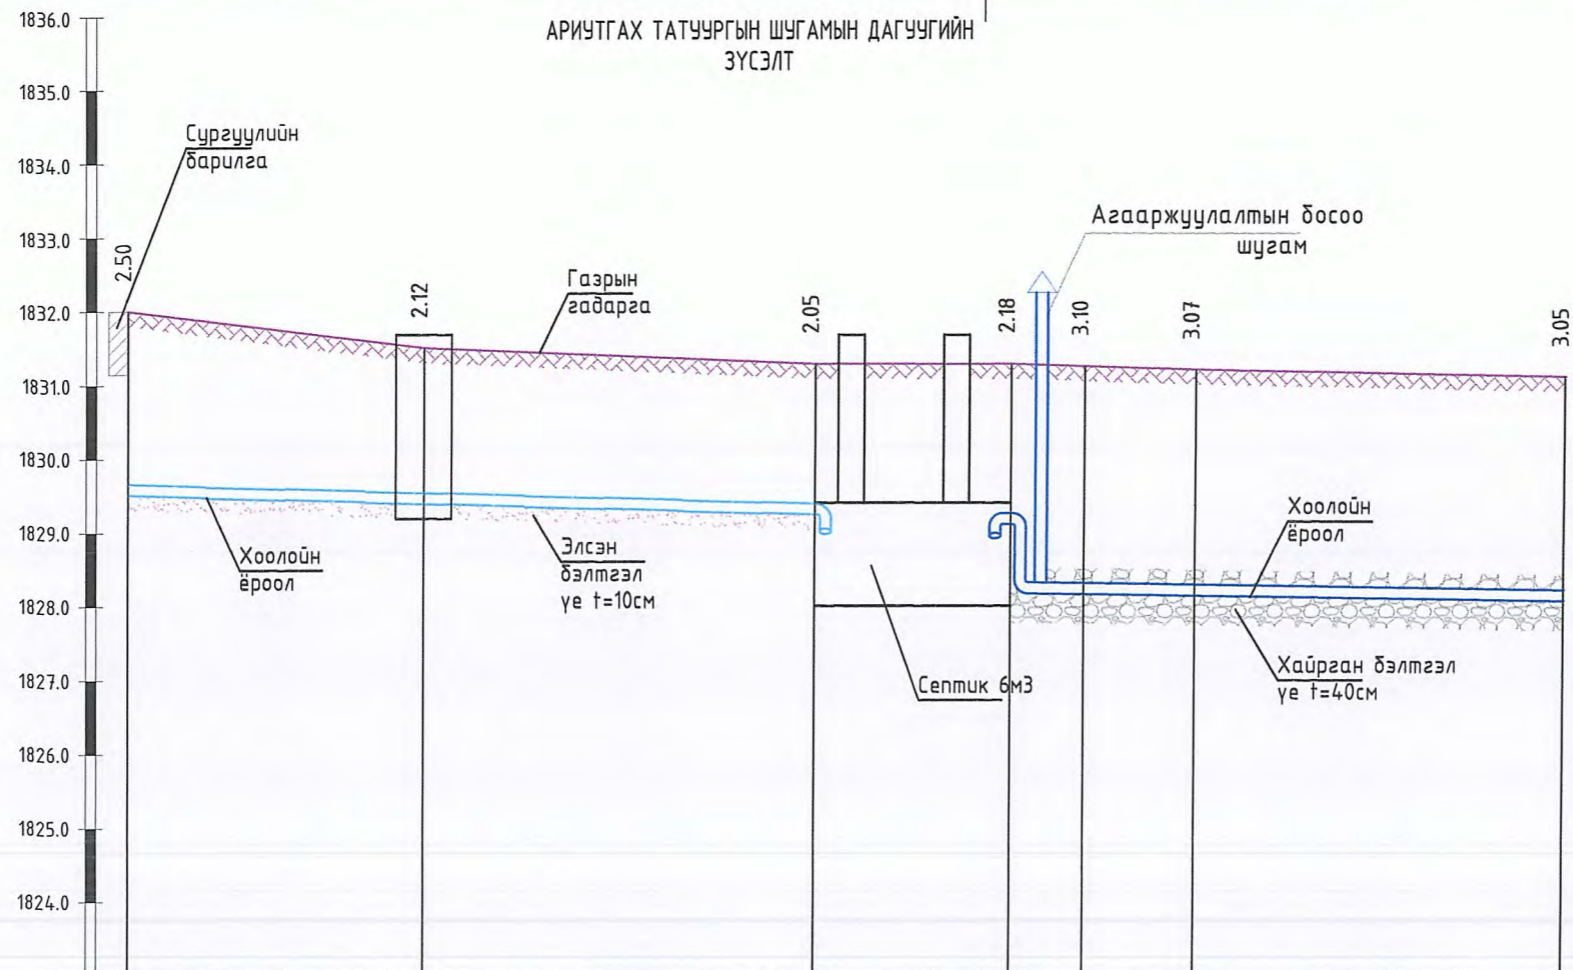 АРИУТГАХ ТАТУУРГЫН ШУГАМЫН ДАГУУГИЙН
ЗҮСЭЛТ
1836.0
1835.0
1834.0
1833.0
1832.0
1831.0
1830.0
1829.0
1828.0
1827.0
1826.0
1825.0
1824.0
Сургуулийн
барилга
2.50
2.12
Газрын
гадарга
2.05
2.18
3.10
3.07
3.05
Агааржуулалтын босоо
шугам
Хоолойн
ёроол
Элсэн
бэлтгэл
үе t=10см
Септик 6м3
Хоолойн
ёроол
Хайрган бэлтгэл
үе t=40см